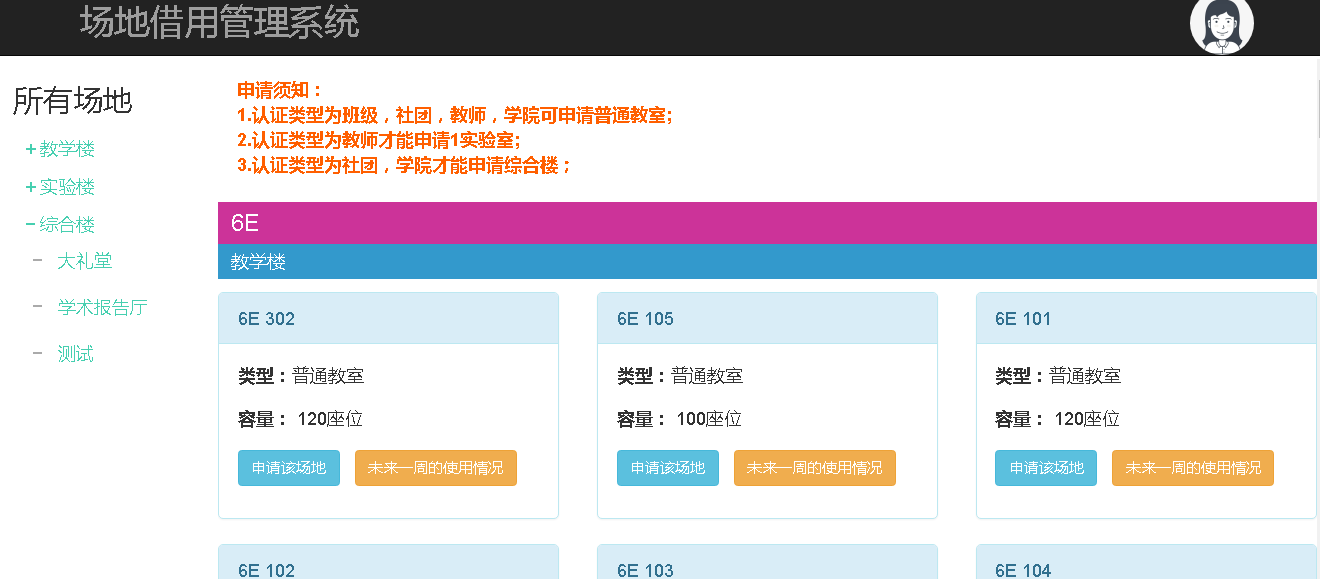 场地借用管理系统
所有场地
+教学楼
+实验楼
−综合楼
− 大礼堂
− 学术报告厅
− 测试
申请须知：
1.认证类型为班级，社团，教师，学院可申请普通教室;
2.认证类型为教师才能申请1实验室;
3.认证类型为社团，学院才能申请综合楼；
6E
教学楼
6E 302
类型：普通教室
容量： 120座位
申请该场地 未来一周的使用情况
6E 105
类型：普通教室
容量： 100座位
申请该场地 未来一周的使用情况
6E 101
类型：普通教室
容量： 120座位
申请该场地 未来一周的使用情况
6E 102
6E 103
6E 104